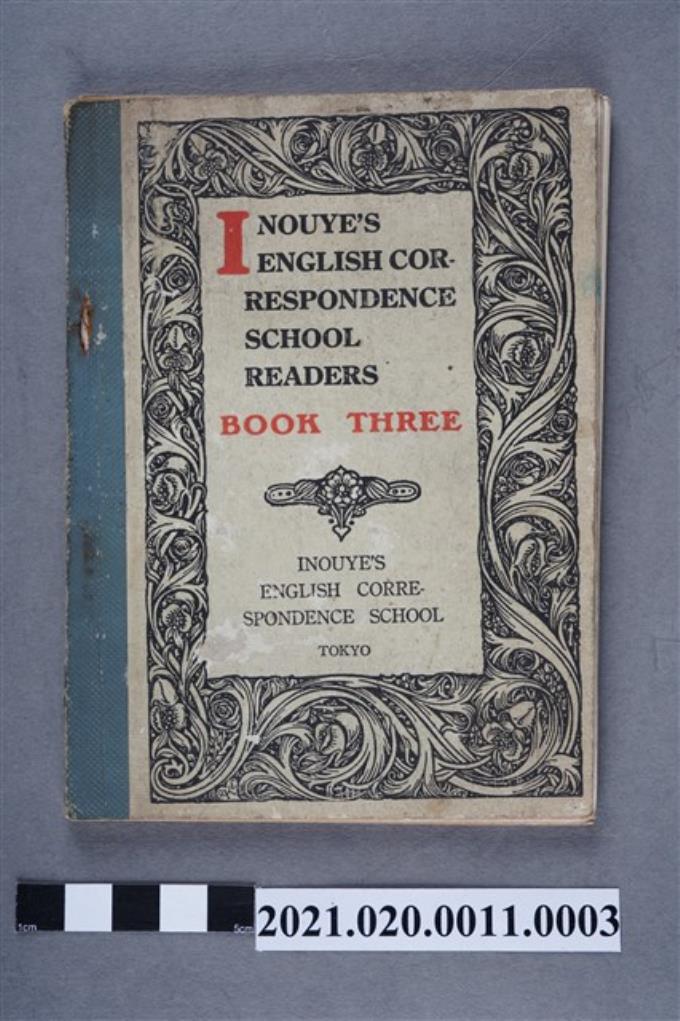 INOUYE'S
ENGLISH COR-
RESPONDENCE
SCHOOL
READERS
BOOK THREE
INOUYE'S
ENGLISH CORRE-
SPONDENCE SCHOOL
TOKYO
1cm
5cm
2021.020.0011.0003